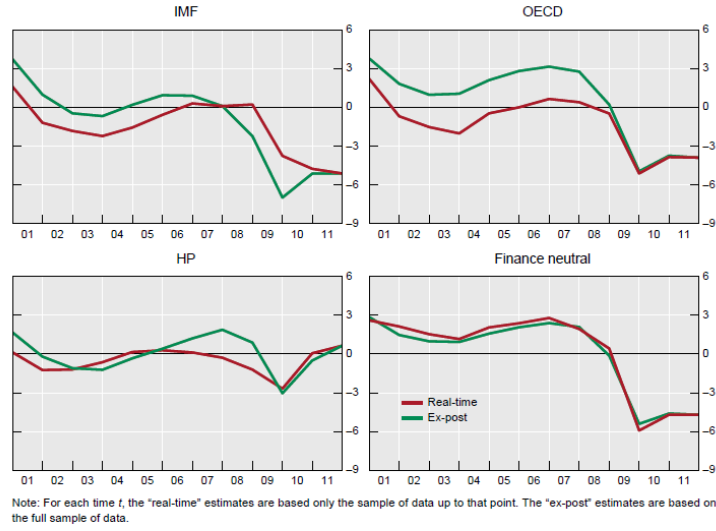 IMF
OECD
6
3
0
−3
−6
−9
6
3
0
−3
−6
−9
01 02 03 04 05 06 07 08 09 10 11
01 02 03 04 05 06 07 08 09 10 11
HP
Finance neutral
6
3
0
−3
−6
−9
Real-time
Ex-post
6
3
0
−3
−6
−9
01 02 03 04 05 06 07 08 09 10 11
01 02 03 04 05 06 07 08 09 10 11
Note: For each time t, the “real-time” estimates are based only the sample of data up to that point. The “ex-post” estimates are based on
the full sample of data.